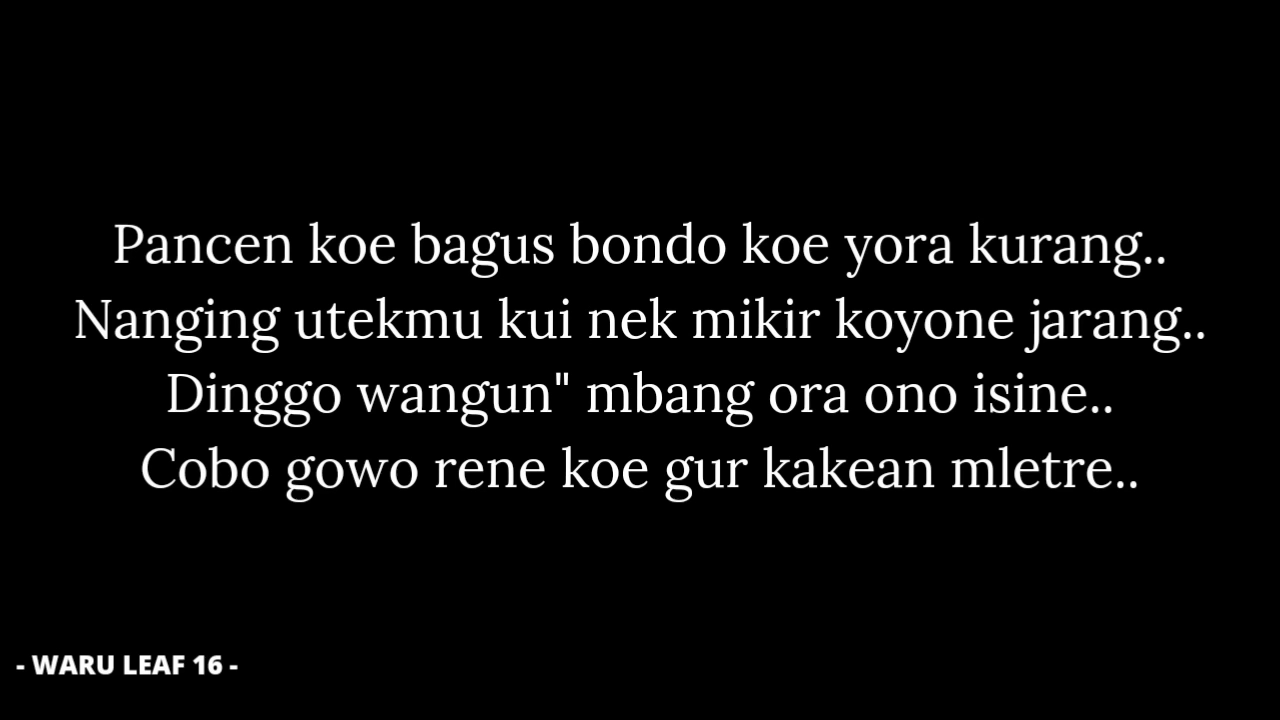 Pancen koe bagus bondo koe yora kurang..
Nanging utekmu kui nek mikir koyone jarang..
Dinggo wangun" mbang ora ono isine..
Cobo gowo rene koe gur kakean mletre..
- WARU LEAF 16 -